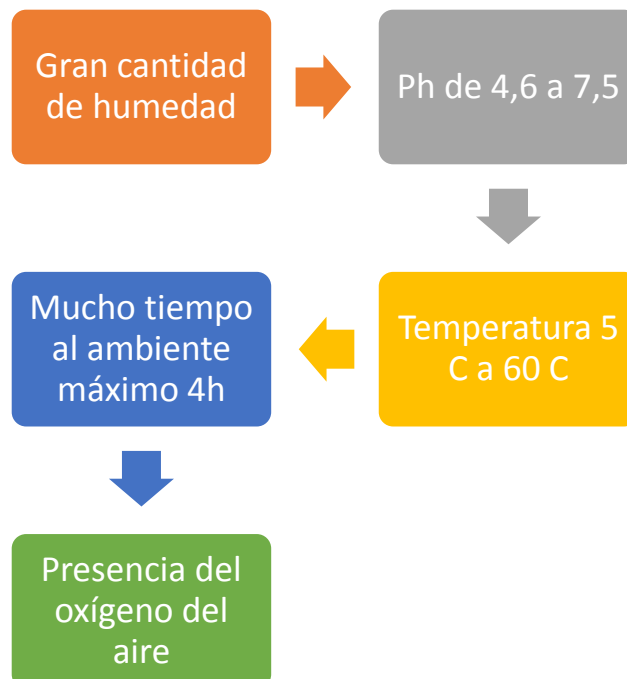 Gran cantidad
de humedad
Ph de 4,6 a 7,5
Temperatura 5
C a 60 C
Mucho tiempo
al ambiente
máximo 4h
Presencia del
oxígeno del
aire